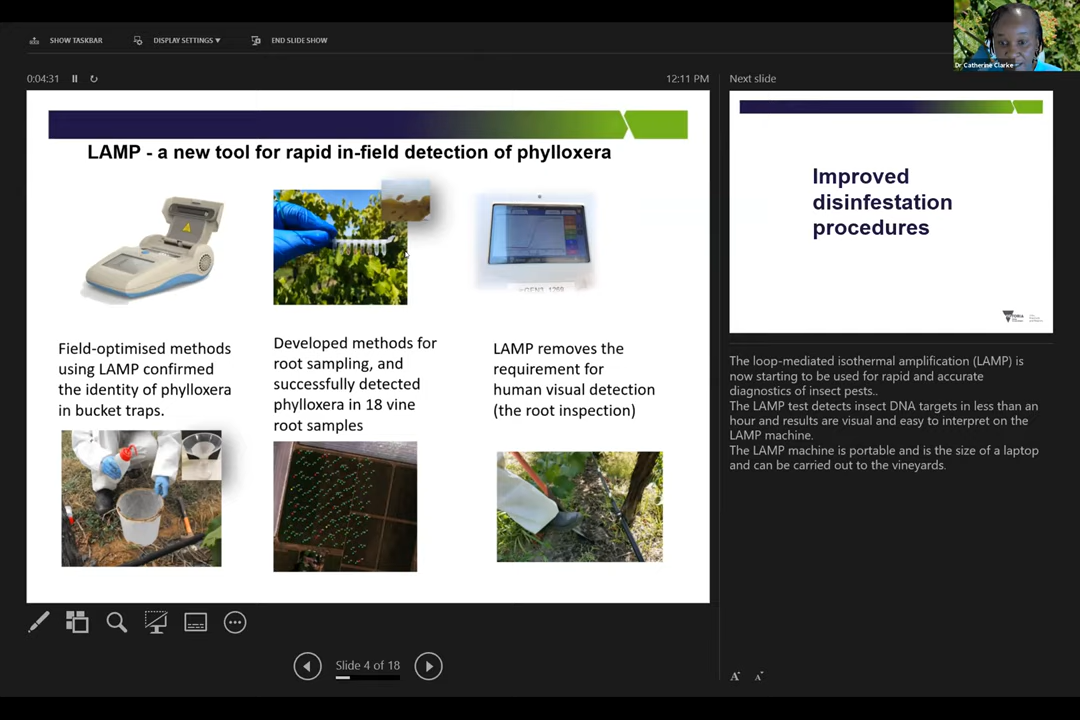 SHOW TASKBAR
DISPLAY SETTINGS ▾
END SLIDE SHOW
Dr Catherine Clarke
0:04:31
12:11 PM
LAMP - a new tool for rapid in-field detection of phylloxera
Field-optimised methods
using LAMP confirmed
the identity of phylloxera
in bucket traps.
Developed methods for
root sampling, and
successfully detected
phylloxera in 18 vine
root samples
LAMP removes the
requirement for
human visual detection
(the root inspection)
Slide 4 of 18
Next slide
Improved
disinfestation
procedures
The loop-mediated isothermal amplification (LAMP) is
now starting to be used for rapid and accurate
diagnostics of insect pests..
The LAMP test detects insect DNA targets in less than an
hour and results are visual and easy to interpret on the
LAMP machine.
The LAMP machine is portable and is the size of a laptop
and can be carried out to the vineyards.
A A